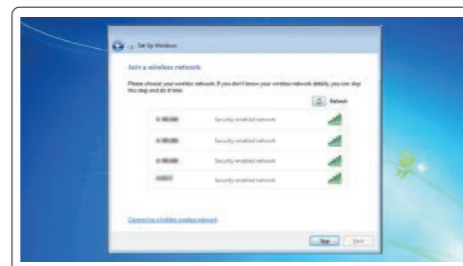 Set Up Windows
Join a wireless network
Please choose your wireless network. If you don't know your wireless network details, you can skip
this step and do it later.
Refresh
Security-enabled network
Security-enabled network
Security-enabled network
Security-enabled network
Connect to a hidden wireless network
Skip Next